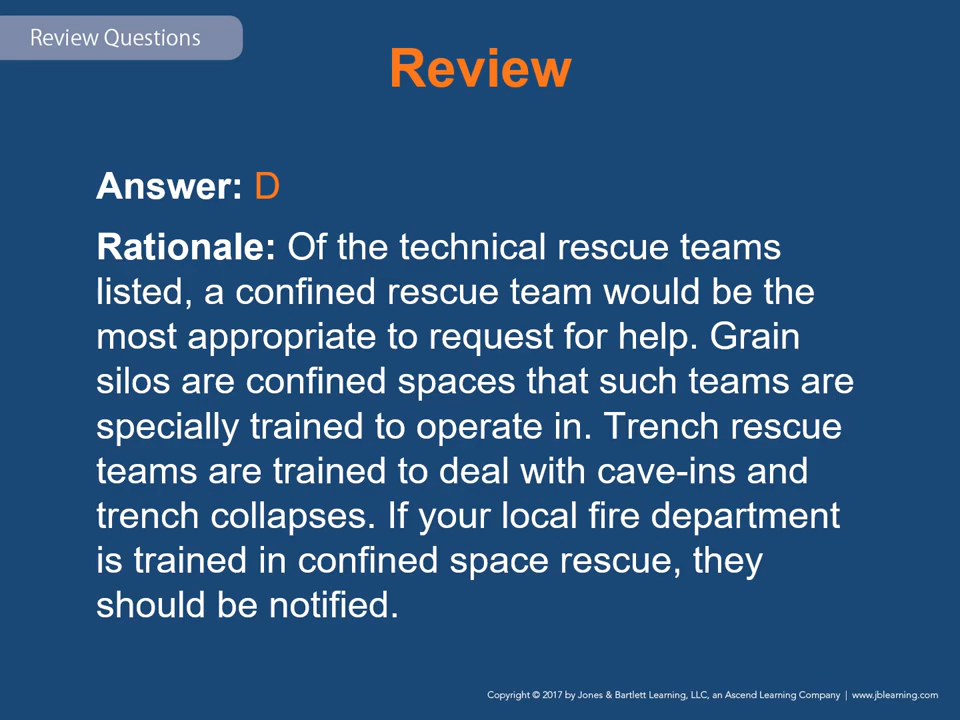 Review Questions
Review
Answer: D
Rationale: Of the technical rescue teams
listed, a confined rescue team would be the
most appropriate to request for help. Grain
silos are confined spaces that such teams are
specially trained to operate in. Trench rescue
teams are trained to deal with cave-ins and
trench collapses. If your local fire department
is trained in confined space rescue, they
should be notified.
Copyright © 2017 by Jones & Bartlett Learning, LLC, an Ascend Learning Company | www.jblearning.com